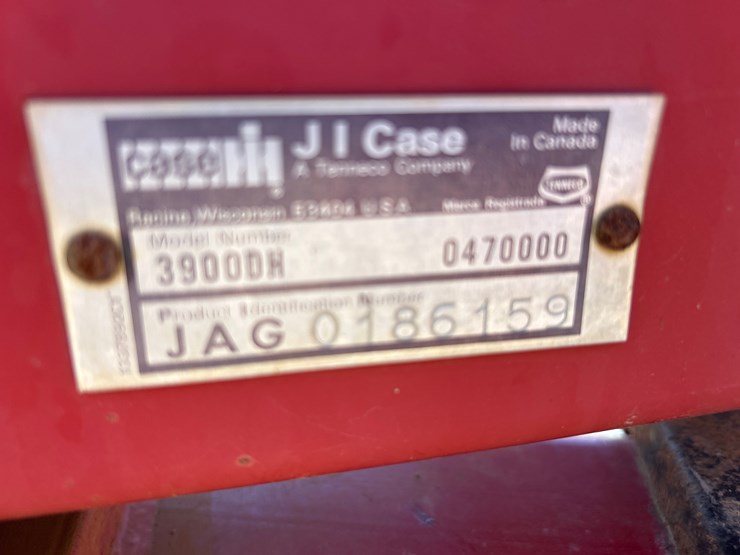 case IH
J I Case
A Tenneco Company
Made
In Canada
TENNECO
Racine, Wisconsin 53404 U.S.A.
Marca Registrada
Model Number
3900DH 0470000
Product Identification Number
JAG 0186159